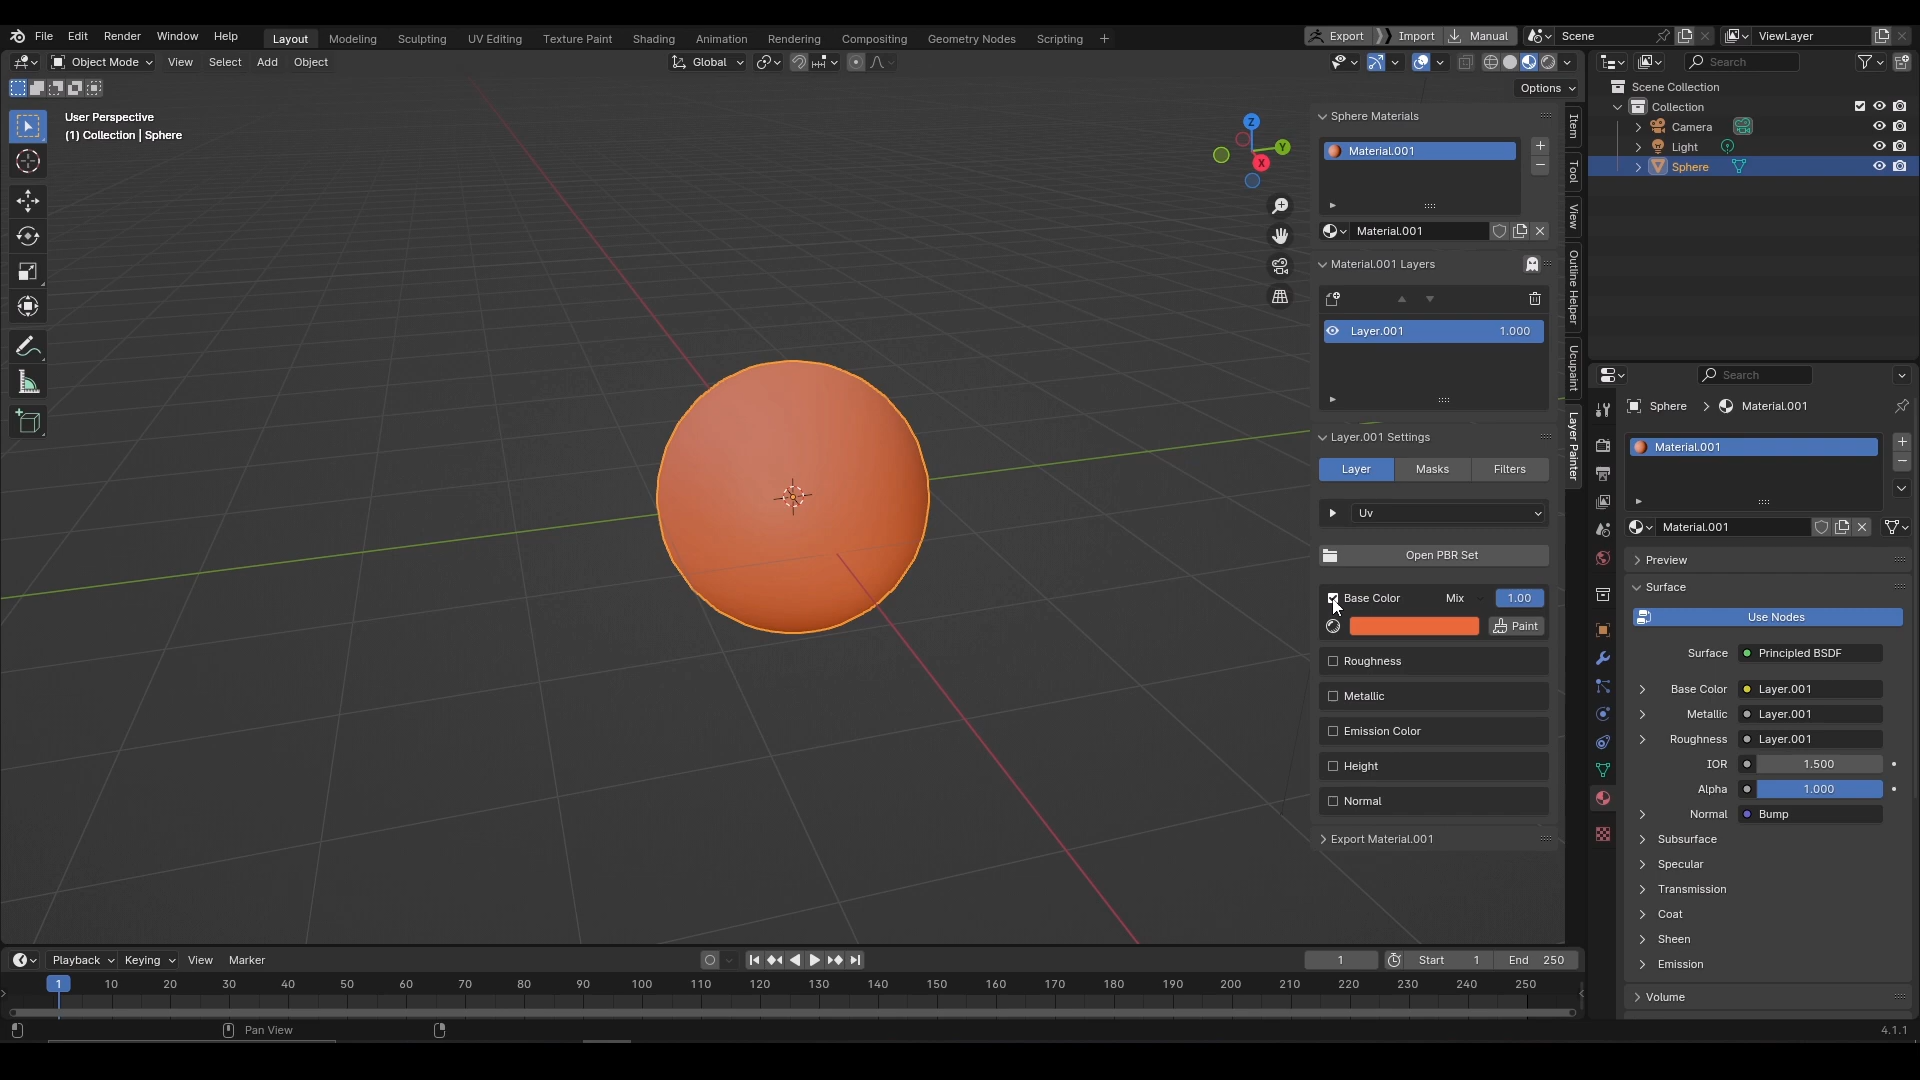 File Edit Render Window Help Layout Modeling Sculpting UV Editing Texture Paint Shading Animation Rendering Compositing Geometry Nodes Scripting + Export Import Manual Scene ViewLayer
Object Mode View Select Add Object Global Search
Options
User Perspective
(1) Collection | Sphere
Z
Y
X
Sphere Materials
Material.001
Material.001
Material.001 Layers
Layer.001 1.000
Layer.001 Settings
Layer Masks Filters
Uv
Open PBR Set
Base Color Mix 1.00
Paint
Roughness
Metallic
Emission Color
Height
Normal
Export Material.001
Item
Tool
View
Outline Helper
Ucupaint
Layer Painter
Scene Collection
Collection
Camera
Light
Sphere
Search
Sphere Material.001
Material.001
Material.001
Preview
Surface
Use Nodes
Surface Principled BSDF
Base Color Layer.001
Metallic Layer.001
Roughness Layer.001
IOR 1.500
Alpha 1.000
Normal Bump
Subsurface
Specular
Transmission
Coat
Sheen
Emission
Volume
Playback Keying View Marker 1 Start 1 End 250
1 10 20 30 40 50 60 70 80 90 100 110 120 130 140 150 160 170 180 190 200 210 220 230 240 250
Pan View 4.1.1